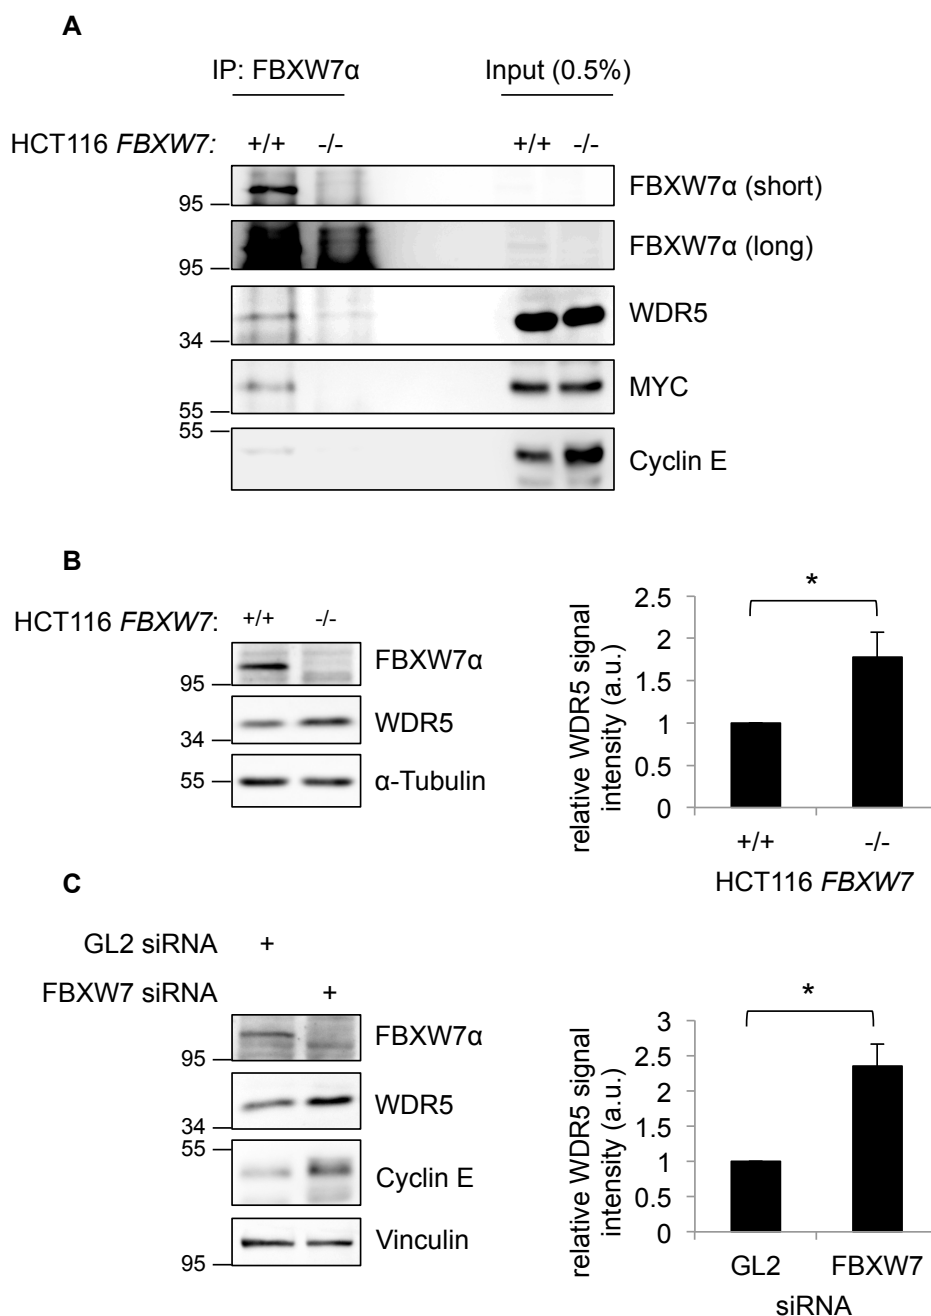 A
IP: FBXW7α Input (0.5%)
HCT116 FBXW7: +/+ -/- +/+ -/-
FBXW7α (short)
95
FBXW7α (long)
95
WDR5
34
MYC
55
55
Cyclin E
B
HCT116 FBXW7: +/+ -/-
FBXW7α
95
WDR5
34
55
α-Tubulin
*
relative WDR5 signal
intensity (a.u.)
2.5
2
1.5
1
0.5
0
+/+ -/-
HCT116 FBXW7
C
GL2 siRNA +
FBXW7 siRNA +
FBXW7α
95
WDR5
34
55
Cyclin E
Vinculin
95
*
relative WDR5 signal
intensity (a.u.)
3
2.5
2
1.5
1
0.5
0
GL2 FBXW7
siRNA